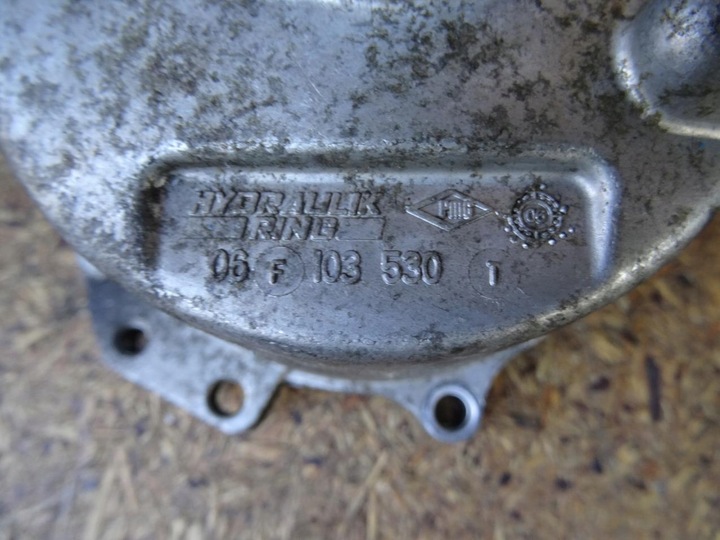 HYDRAULIK
RING
06 F 103 530 T